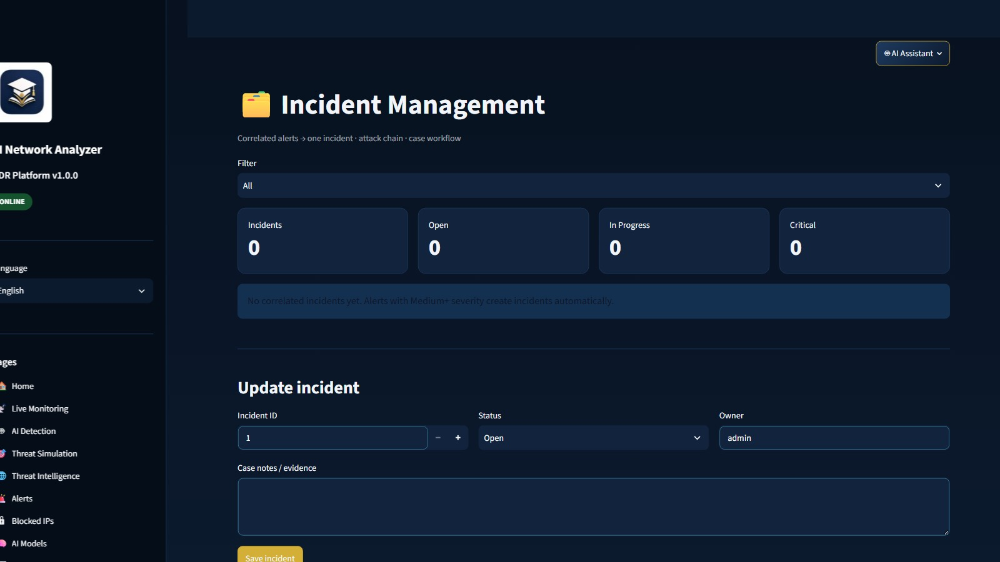 AI Assistant
Incident Management
Correlated alerts → one incident · attack chain · case workflow
Filter
All
Incidents
Open
In Progress
Critical
0
0
0
0
No correlated incidents yet. Alerts with Medium+ severity create incidents automatically.
Update incident
Incident ID
Status
Owner
1
Open
admin
Case notes / evidence
Save incident
Network Analyzer
DR Platform v1.0.0
ONLINE
nguage
English
ages
Home
Live Monitoring
AI Detection
Threat Simulation
Threat Intelligence
Alerts
Blocked IPs
AI Models